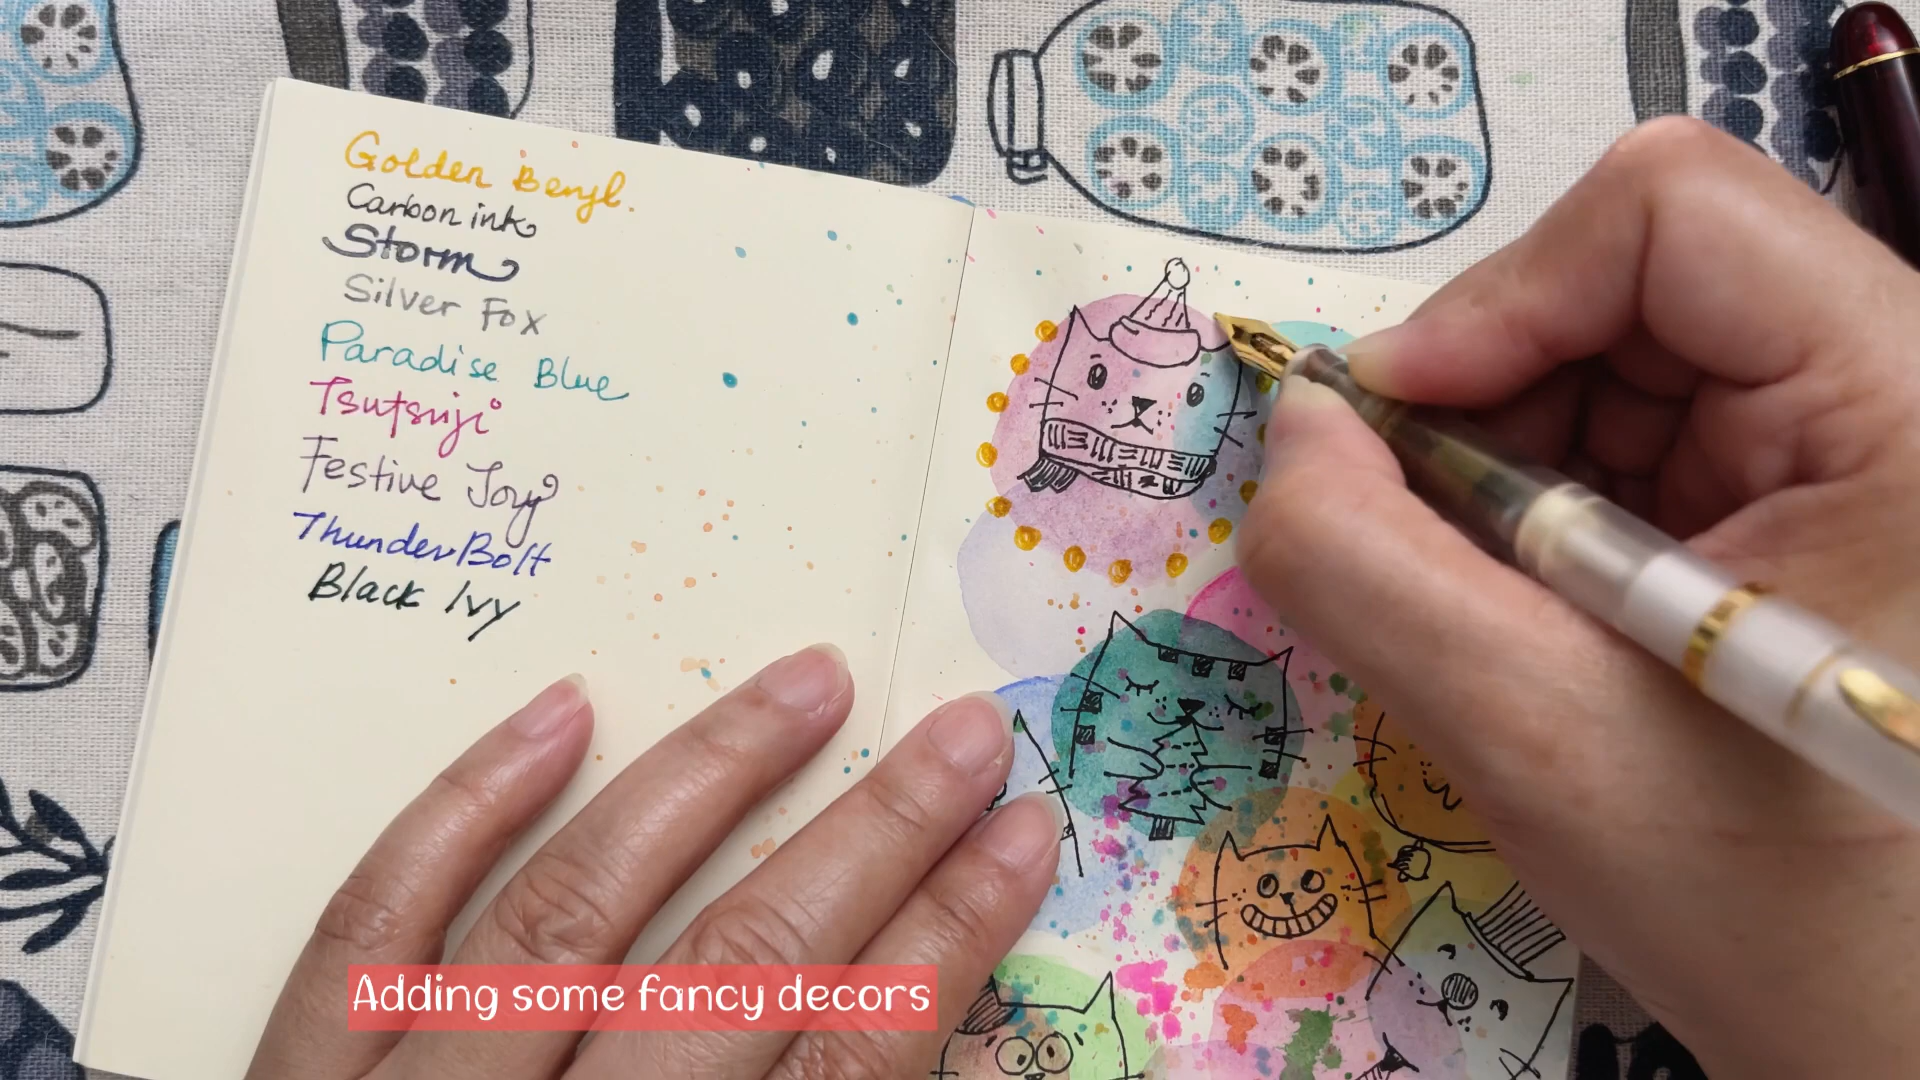 Golden Beryl.
Carbon ink
Storm
Silver Fox
Paradise Blue
Tsutsuji
Festive Joy
ThunderBolt
Black Ivy
Adding some fancy decors